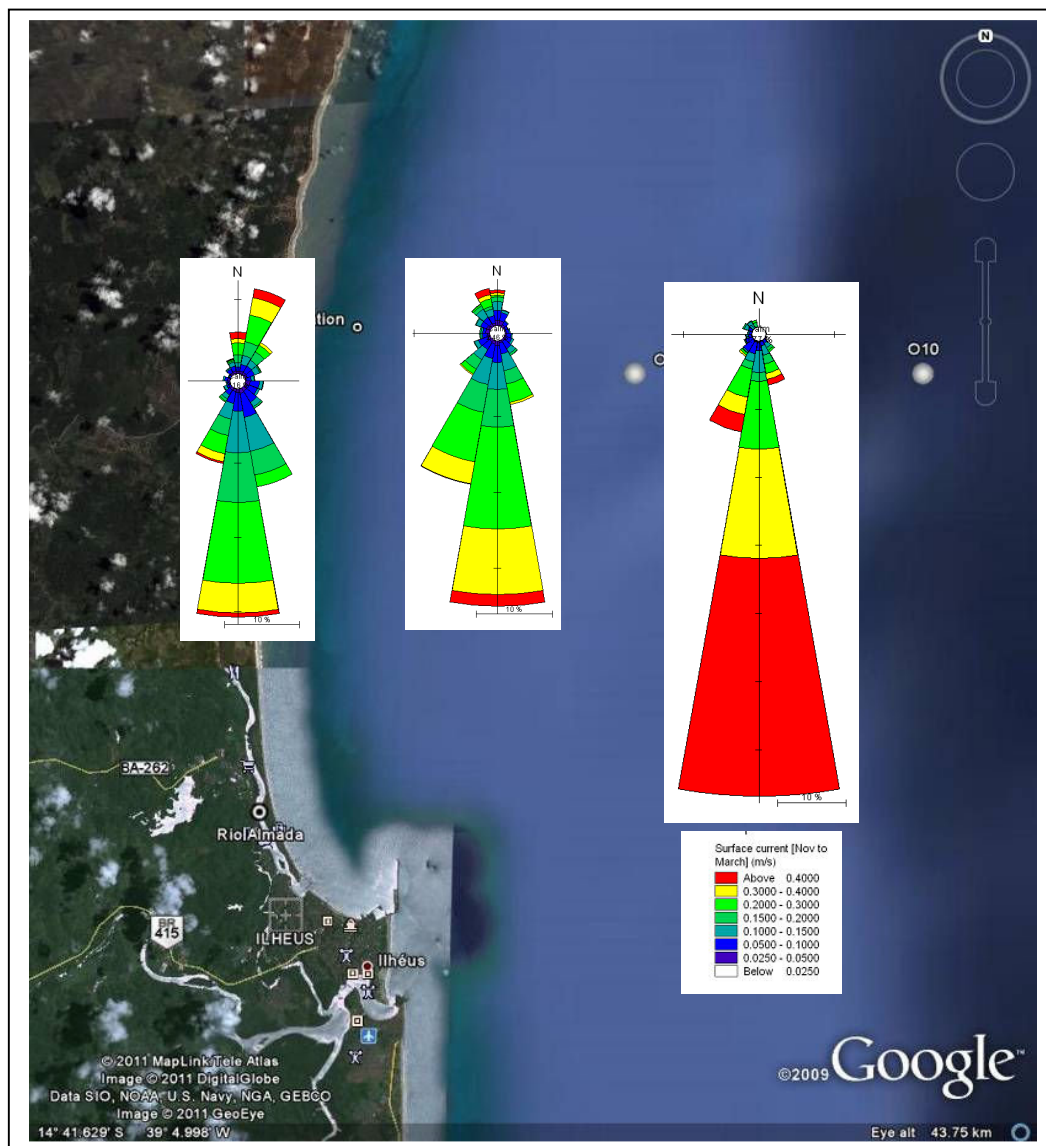 N
N
N
N
tion
O10
10 %
10 %
10 %
BA-262
Rio Almada
BR
415
ILHEUS
Ilhéus
Surface current [Nov to
March] (m/s)
Above 0.4000
0.3000 - 0.4000
0.2000 - 0.3000
0.1500 - 0.2000
0.1000 - 0.1500
0.0500 - 0.1000
0.0250 - 0.0500
Below 0.0250
© 2011 MapLink/Tele Atlas
Image © 2011 DigitalGlobe
Data SIO, NOAA, U.S. Navy, NGA, GEBCO
Image © 2011 GeoEye
©2009 Google™
14° 41.629' S 39° 4.998' W
Eye alt 43.75 km